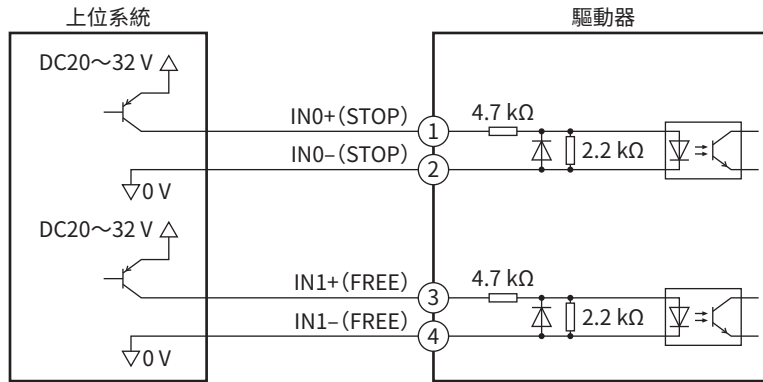 上位系統
驅動器
DC20～32 V
IN0+（STOP）
1
4.7 kΩ
IN0–（STOP）
2
2.2 kΩ
0 V
DC20～32 V
IN1+（FREE）
3
4.7 kΩ
IN1–（FREE）
4
2.2 kΩ
0 V